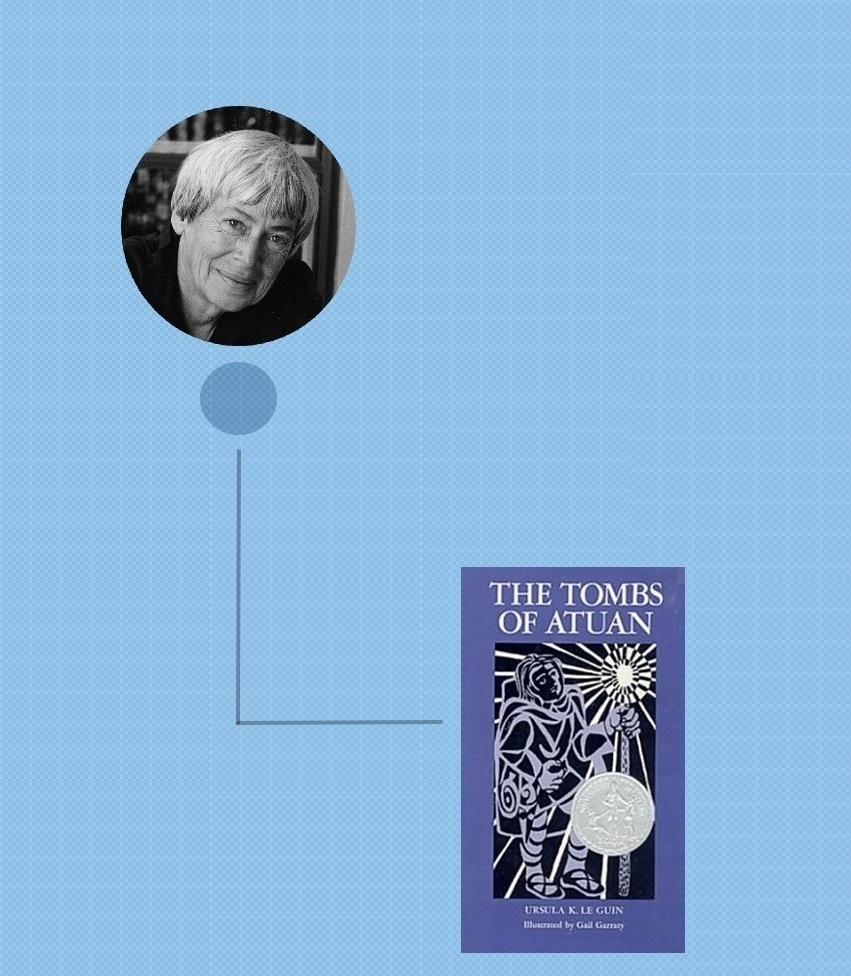 THE TOMBS
OF ATUAN
URSULA K. LE GUIN
Illustrated by Gail Garraty